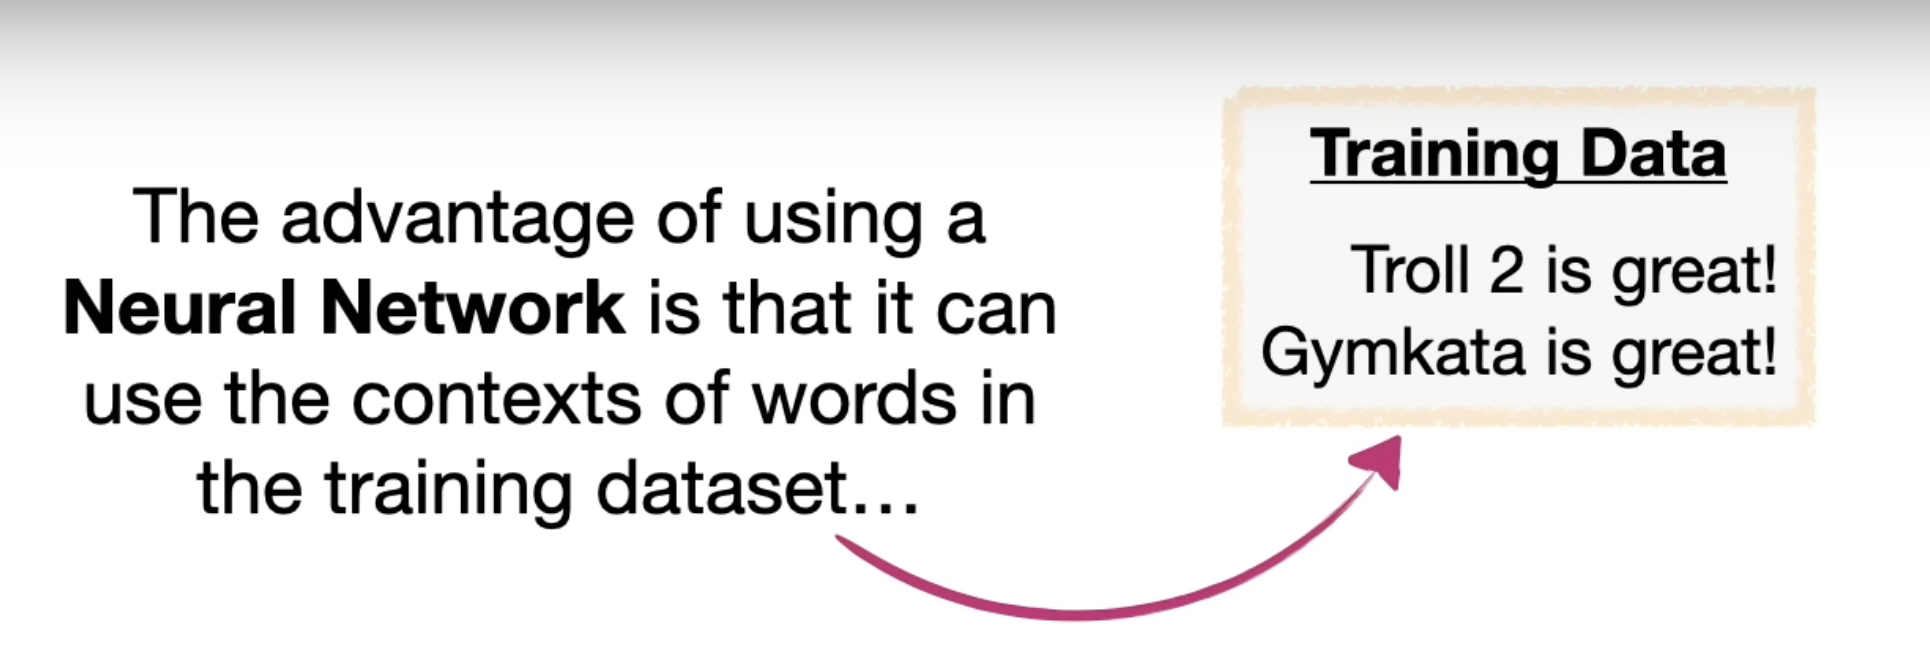 The advantage of using a
Neural Network is that it can
use the contexts of words in
the training dataset…
Training Data
Troll 2 is great!
Gymkata is great!